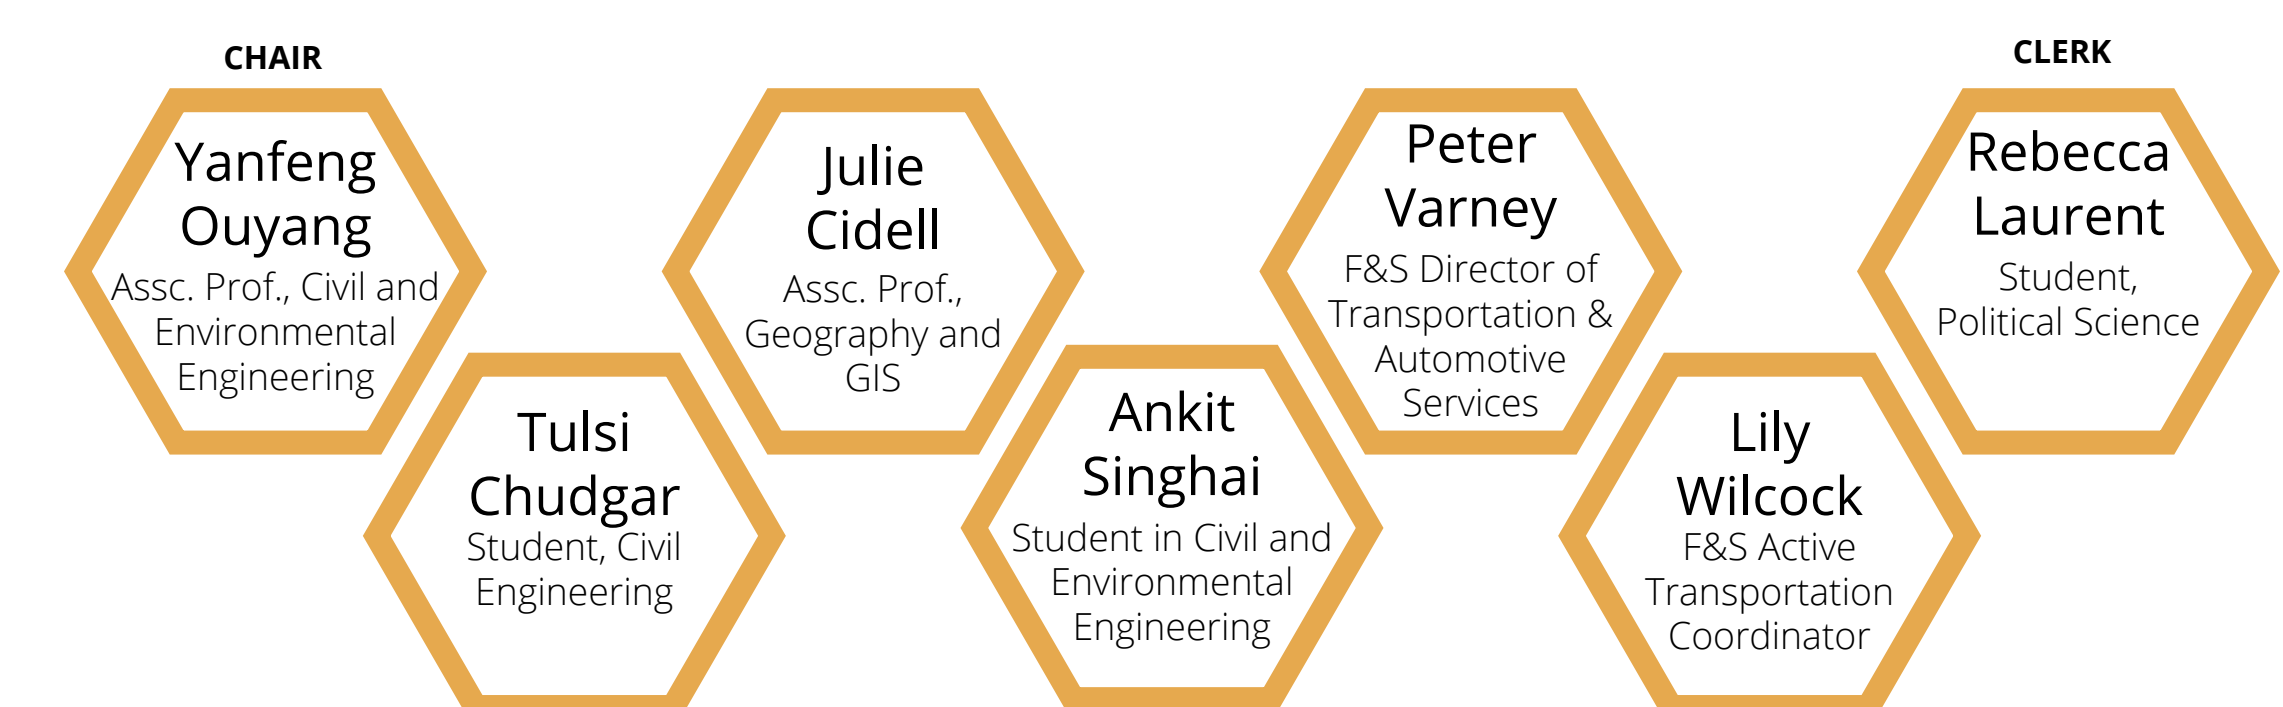 CHAIR
Yanfeng
Ouyang
Assc. Prof., Civil and
Environmental
Engineering
Tulsi
Chudgar
Student, Civil
Engineering
Julie
Cidell
Assc. Prof.,
Geography and
GIS
Ankit
Singhai
Student in Civil and
Environmental
Engineering
Peter
Varney
F&S Director of
Transportation &
Automotive
Services
Lily
Wilcock
F&S Active
Transportation
Coordinator
CLERK
Rebecca
Laurent
Student,
Political Science